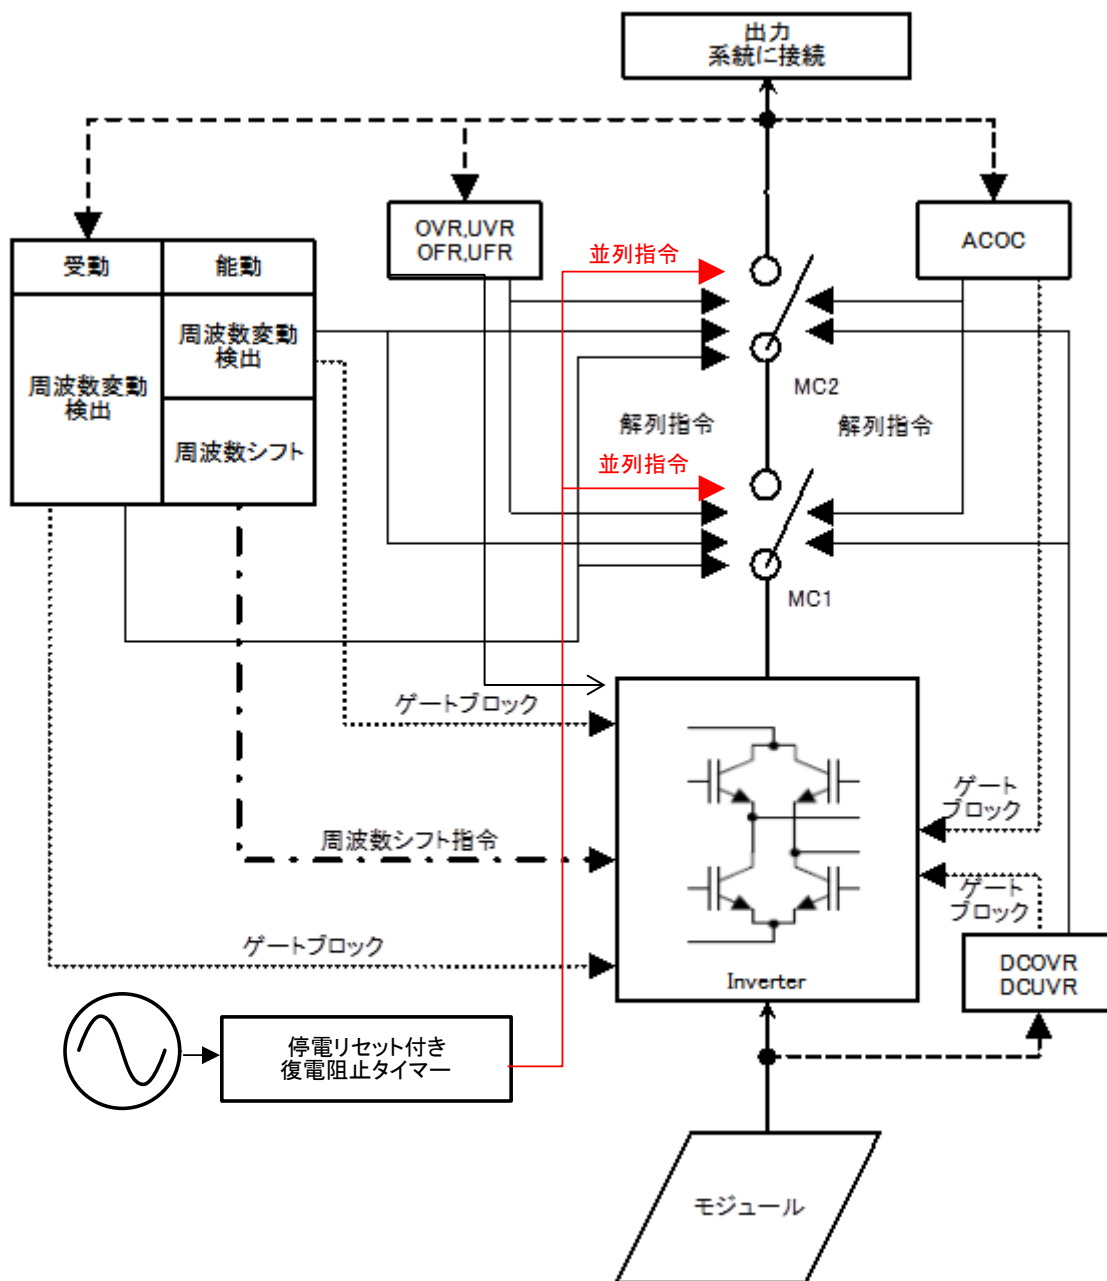 出力
系統に接続
OVR,UVR
OFR,UFR
ACOC
受動
能動
並列指令
周波数変動
検出
周波数変動
検出
MC2
解列指令
解列指令
周波数シフト
並列指令
MC1
ゲートブロック
ゲート
ブロック
周波数シフト指令
ゲート
ブロック
ゲートブロック
DCOVR
DCUVR
Inverter
停電リセット付き
復電阻止タイマー
モジュール